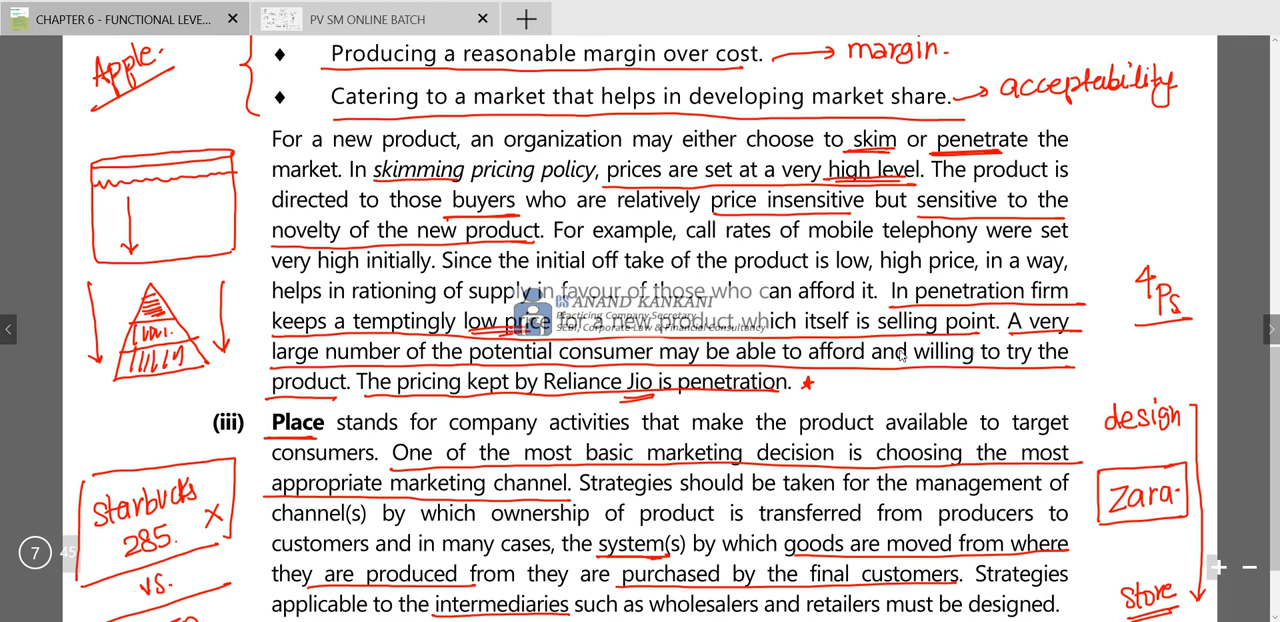 CHAPTER 6 - FUNCTIONAL LEVE...
PV SM ONLINE BATCH
Apple.
♦ Producing a reasonable margin over cost. → margin.
♦ Catering to a market that helps in developing market share. → acceptability
For a new product, an organization may either choose to skim or penetrate the
market. In skimming pricing policy, prices are set at a very high level. The product is
directed to those buyers who are relatively price insensitive but sensitive to the
novelty of the new product. For example, call rates of mobile telephony were set
very high initially. Since the initial off take of the product is low, high price, in a way,
helps in rationing of supply in favour of those who can afford it. In penetration firm
keeps a temptingly low price for a new product which itself is selling point. A very
large number of the potential consumer may be able to afford and willing to try the
product. The pricing kept by Reliance Jio is penetration.
4Ps
CS ANAND KANKANI
Practicing Company Secretary
SEBI, Corporate Law & Financial Consultancy
(iii) Place stands for company activities that make the product available to target
consumers. One of the most basic marketing decision is choosing the most
appropriate marketing channel. Strategies should be taken for the management of
channel(s) by which ownership of product is transferred from producers to
customers and in many cases, the system(s) by which goods are moved from where
they are produced from they are purchased by the final customers. Strategies
applicable to the intermediaries such as wholesalers and retailers must be designed.
design
Zara
store
Starbucks
285.
vs.
7
45